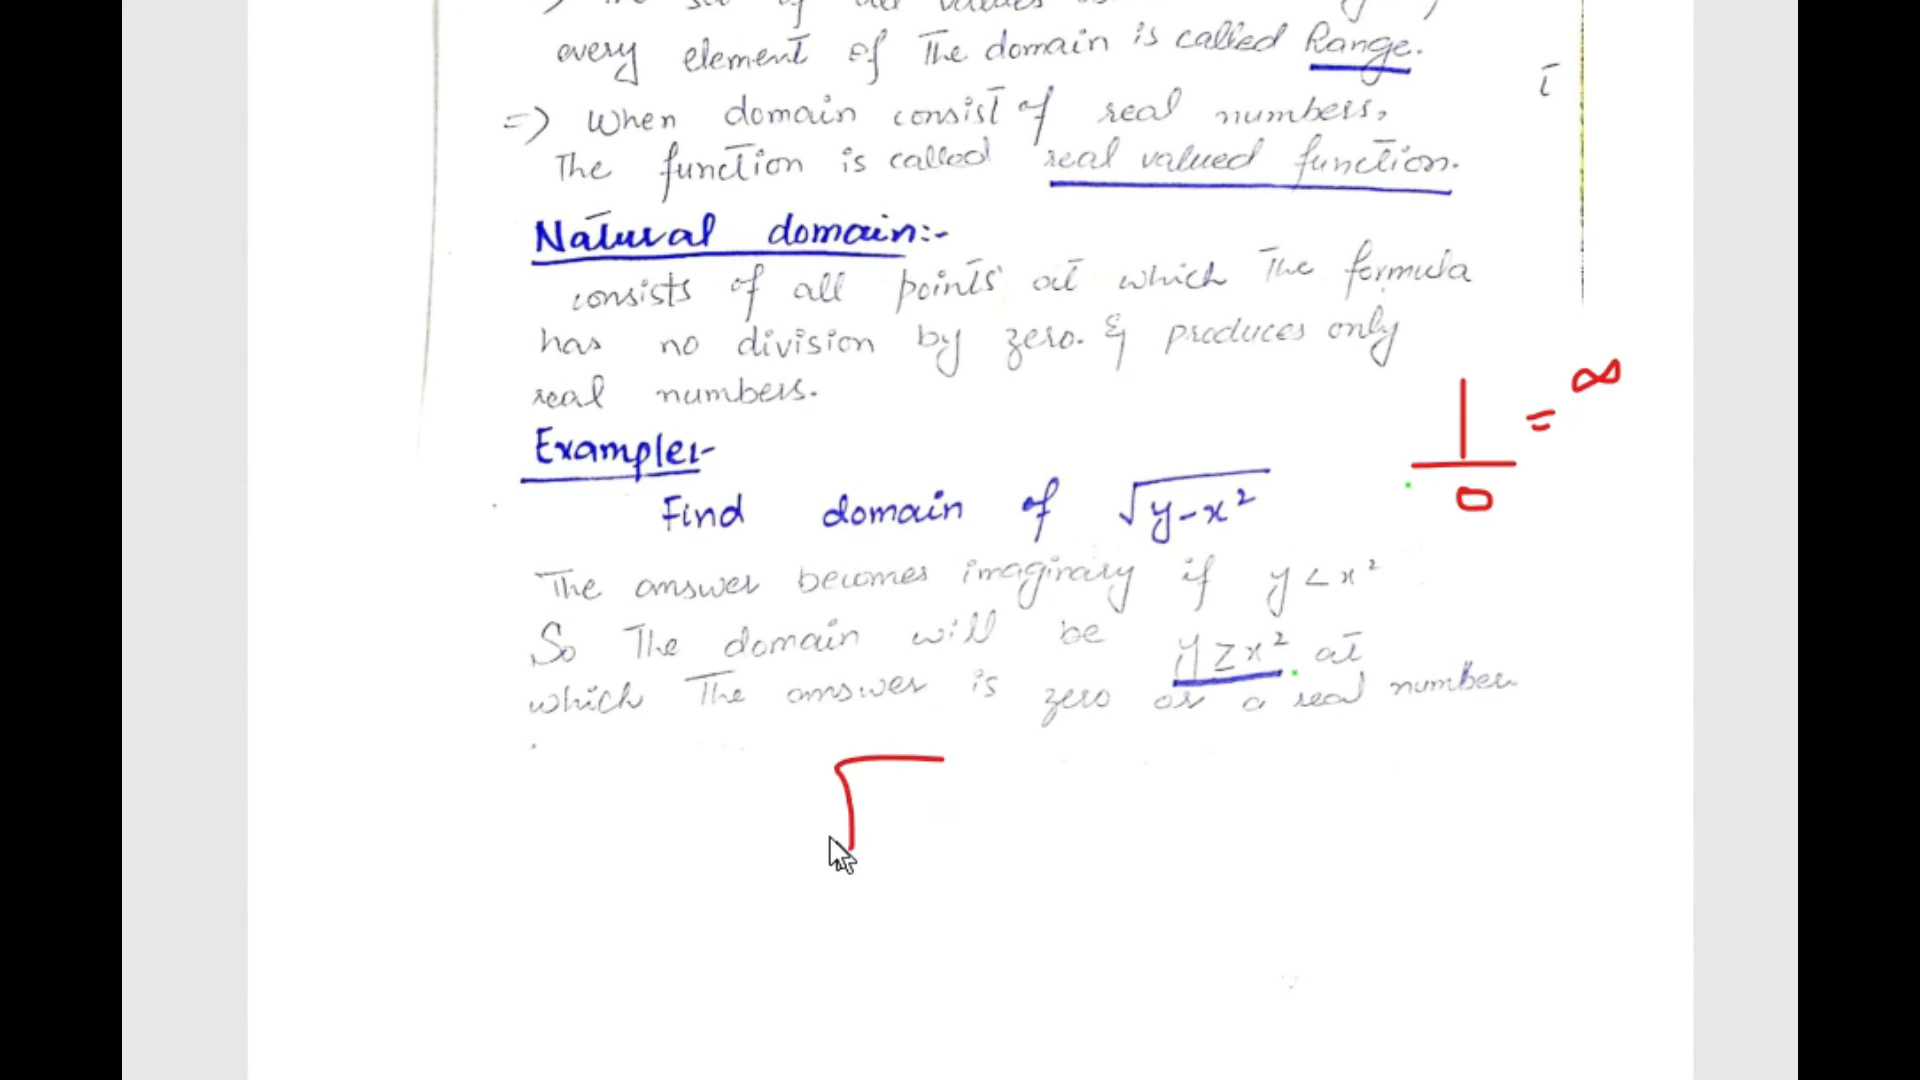 every element of The domain is called Range.
=> When domain consist of real numbers,
The function is called real valued function.
Natural domain:-
consists of all points at which The formula
has no division by zero. & produces only
real numbers.
1/0 = ∞
Example:-
Find domain of √y-x²
The answer becomes imaginary if y < x²
So The domain will be y ≥ x². at
which The answer is zero or a real number